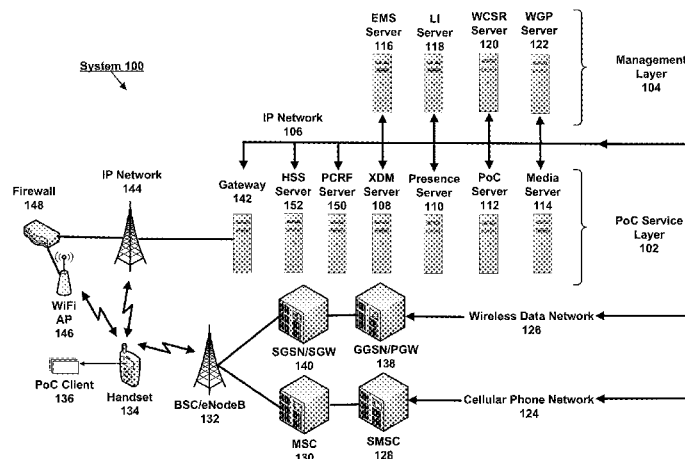 EMS Server 116
LI Server 118
WCSR Server 120
WGP Server 122
Management Layer 104
System 100
IP Network 106
IP Network 144
Firewall 148
Gateway 142
HSS Server 152
PCRF Server 150
XDM Server 108
Presence Server 110
PoC Server 112
Media Server 114
PoC Service Layer 102
WiFi AP 146
SGSN/SGW 140
GGSN/PGW 138
Wireless Data Network 126
PoC Client 136
Handset 134
BSC/eNodeB 132
MSC 130
SMSC 128
Cellular Phone Network 124